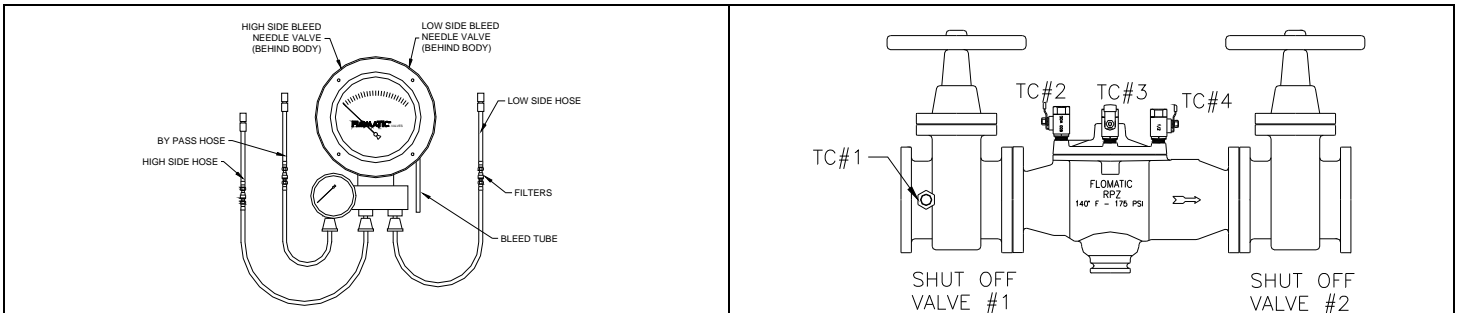 HIGH SIDE BLEED
NEEDLE VALVE
(BEHIND BODY)
LOW SIDE BLEED
NEEDLE VALVE
(BEHIND BODY)
LOW SIDE HOSE
BY PASS HOSE
HIGH SIDE HOSE
FILTERS
BLEED TUBE
TC#2
TC#3
TC#4
TC#1
FLOMATIC
RPZ
140° F - 175 PSI
SHUT OFF
VALVE #1
SHUT OFF
VALVE #2